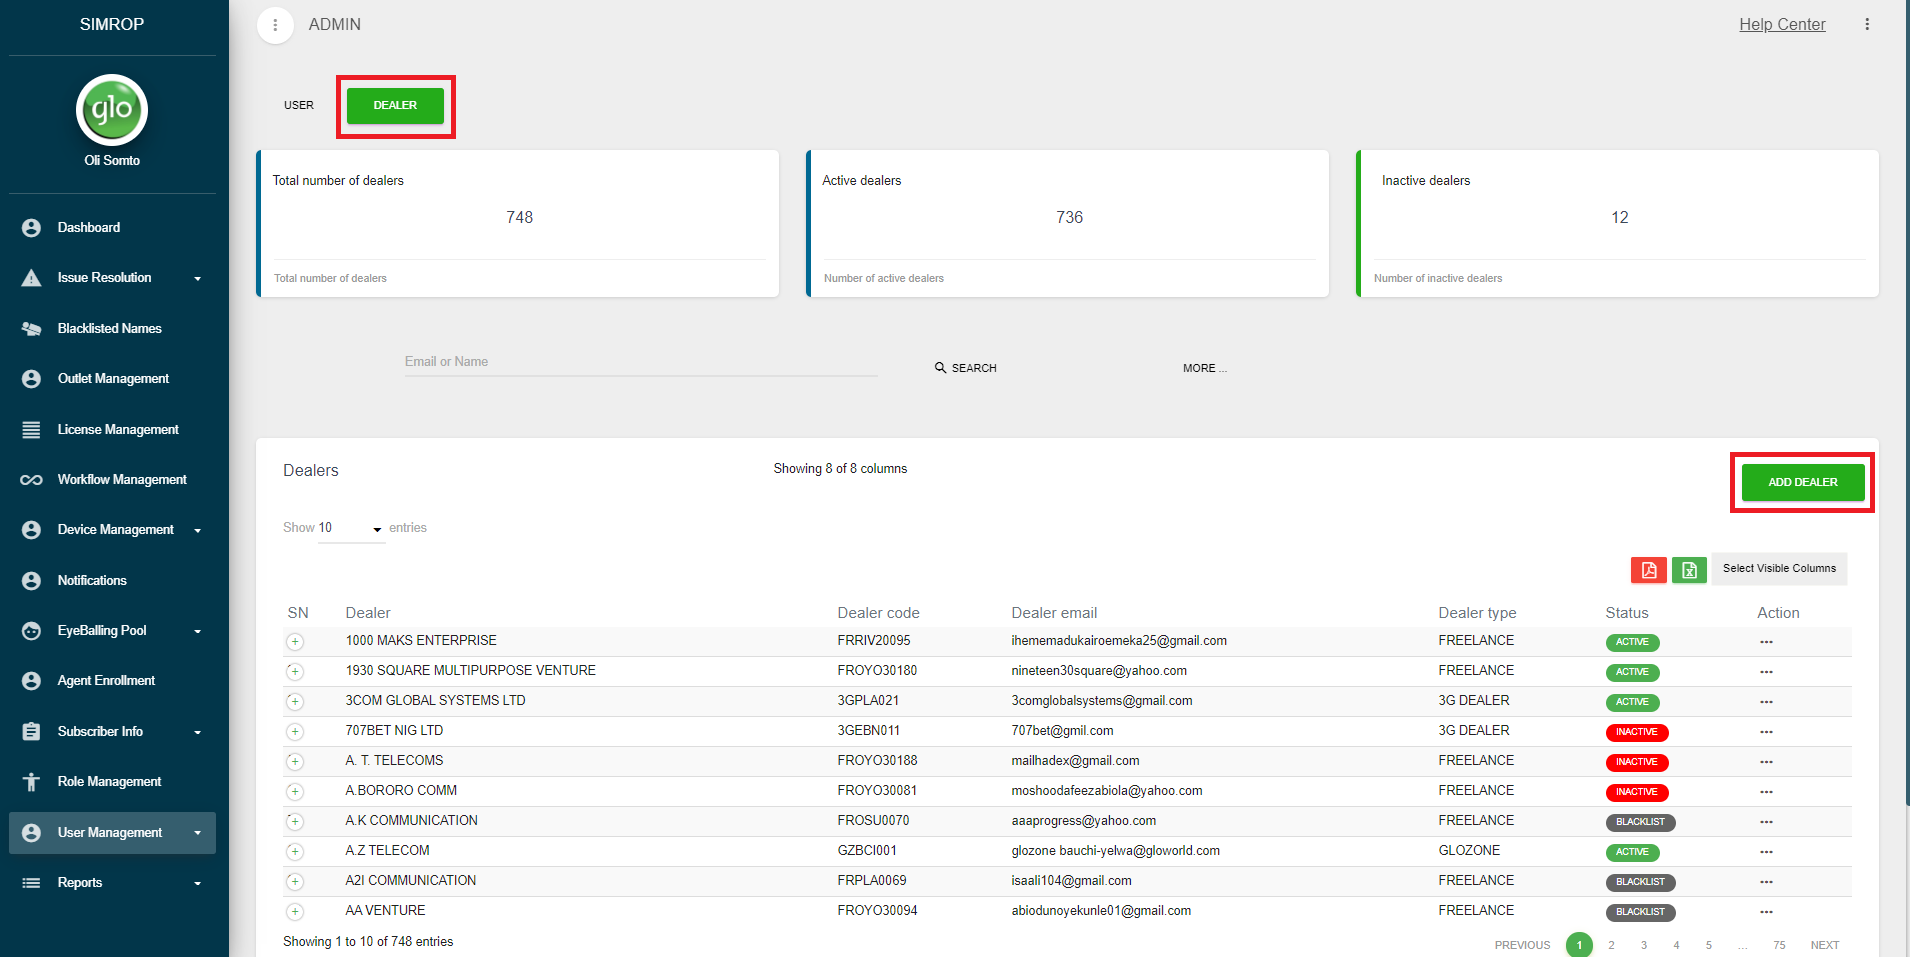 SIMROP
glo
Oli Somto
Dashboard
Issue Resolution
Blacklisted Names
Outlet Management
License Management
Workflow Management
Device Management
Notifications
EyeBalling Pool
Agent Enrollment
Subscriber Info
Role Management
User Management
Reports
ADMIN
Help Center
USER
DEALER
Total number of dealers
748
Total number of dealers
Active dealers
736
Number of active dealers
Inactive dealers
12
Number of inactive dealers
Email or Name
SEARCH
MORE ...
Dealers
Showing 8 of 8 columns
ADD DEALER
Show 10 entries
Select Visible Columns
SN Dealer Dealer code Dealer email Dealer type Status Action
1000 MAKS ENTERPRISE FRRIV20095 ihememadukairoemeka25@gmail.com FREELANCE ACTIVE ...
1930 SQUARE MULTIPURPOSE VENTURE FROYO30180 nineteen30square@yahoo.com FREELANCE ACTIVE ...
3COM GLOBAL SYSTEMS LTD 3GPLA021 3comglobalsystems@gmail.com 3G DEALER ACTIVE ...
707BET NIG LTD 3GEBN011 707bet@gmil.com 3G DEALER INACTIVE ...
A. T. TELECOMS FROYO30188 mailhadex@gmail.com FREELANCE INACTIVE ...
A.BORORO COMM FROYO30081 moshoodafeezabiola@yahoo.com FREELANCE INACTIVE ...
A.K COMMUNICATION FROSU0070 aaaprogress@yahoo.com FREELANCE BLACKLIST ...
A.Z TELECOM GZBCI001 glozone bauchi-yelwa@gloworld.com GLOZONE ACTIVE ...
A2I COMMUNICATION FRPLA0069 isaali104@gmail.com FREELANCE BLACKLIST ...
AA VENTURE FROYO30094 abiodunoyekunle01@gmail.com FREELANCE BLACKLIST ...
Showing 1 to 10 of 748 entries
PREVIOUS 1 2 3 4 5 ... 75 NEXT